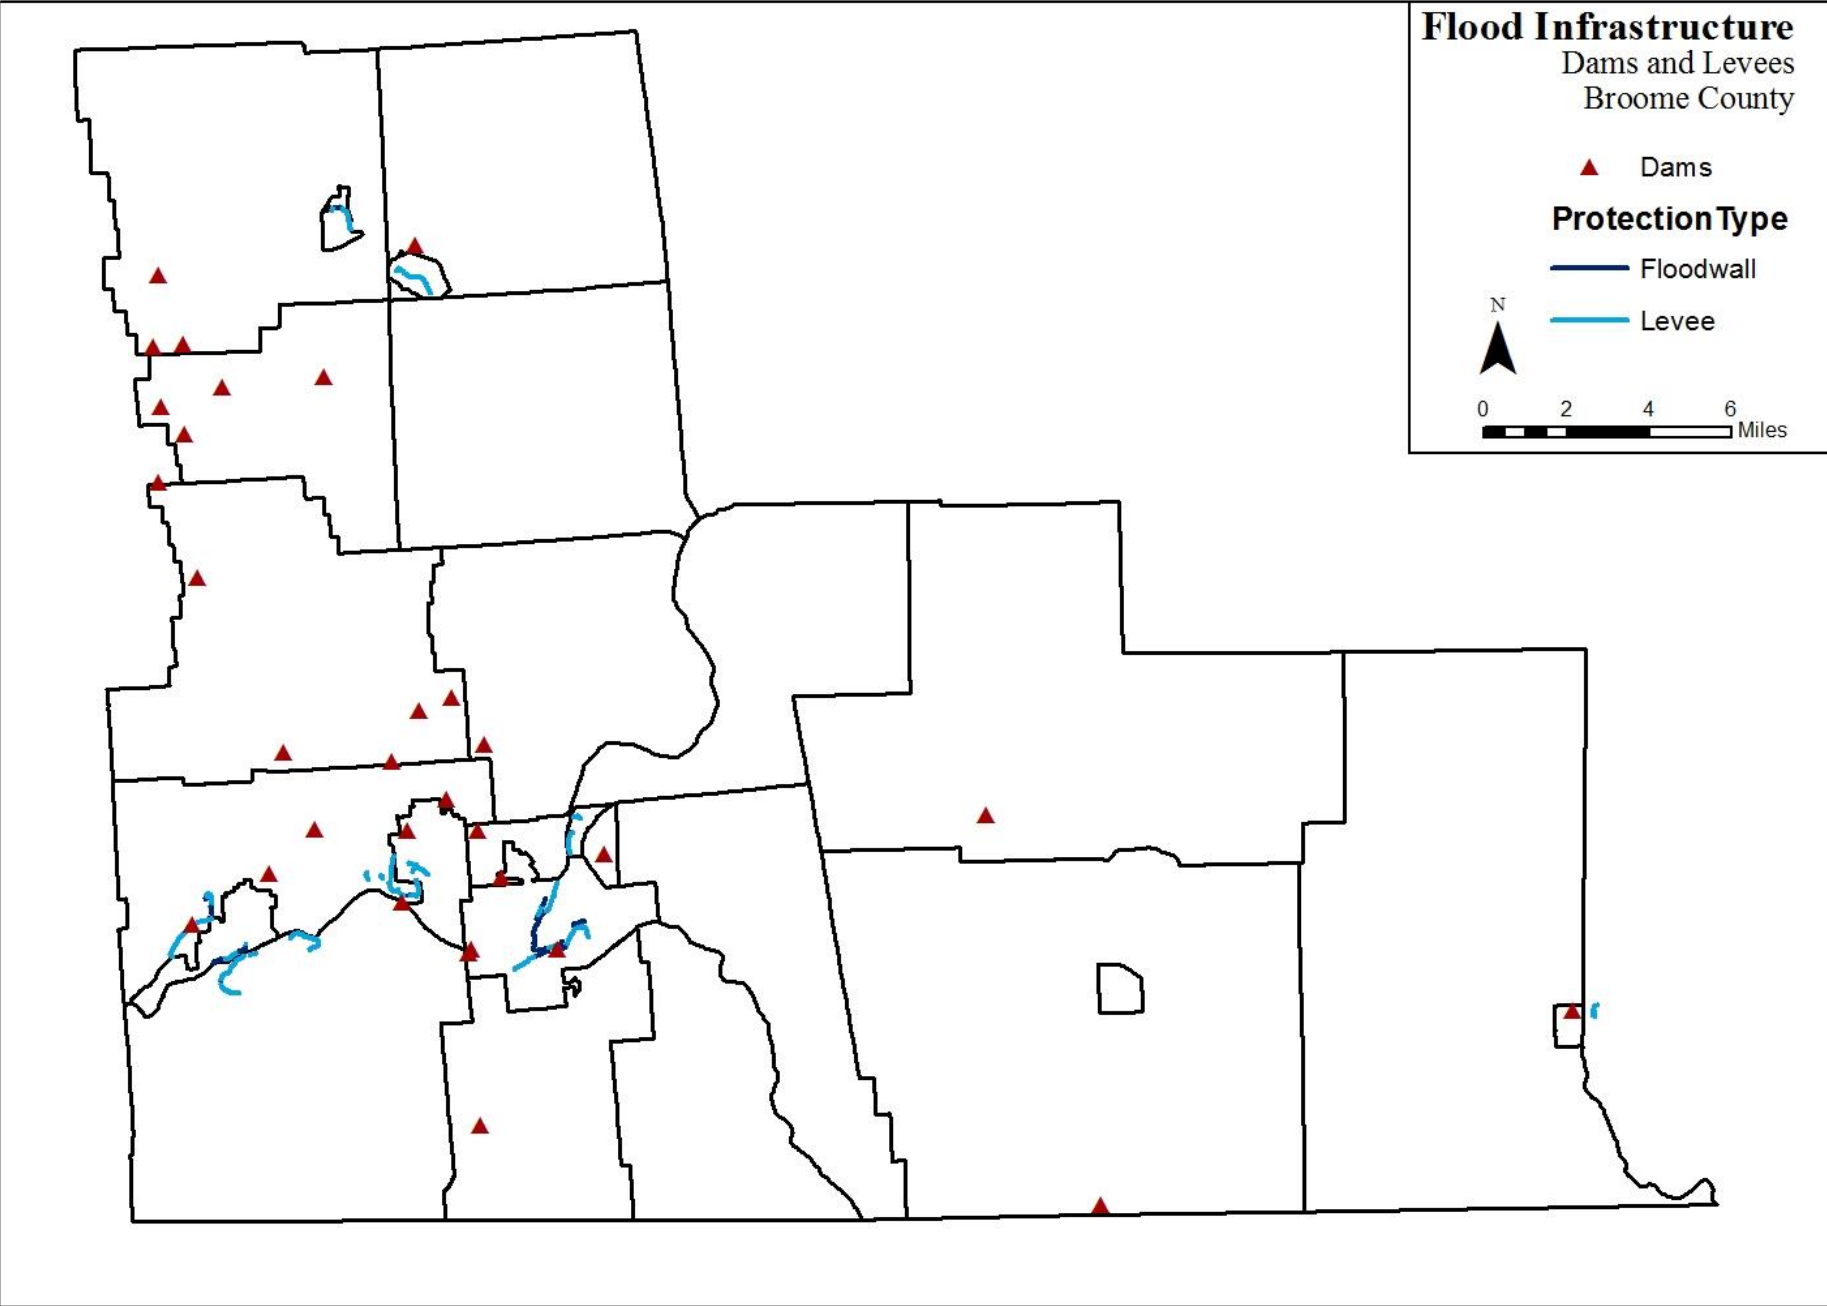 Flood Infrastructure
Dams and Levees
Broome County
Dams
Protection Type
Floodwall
N
Levee
0 2 4 6
Miles